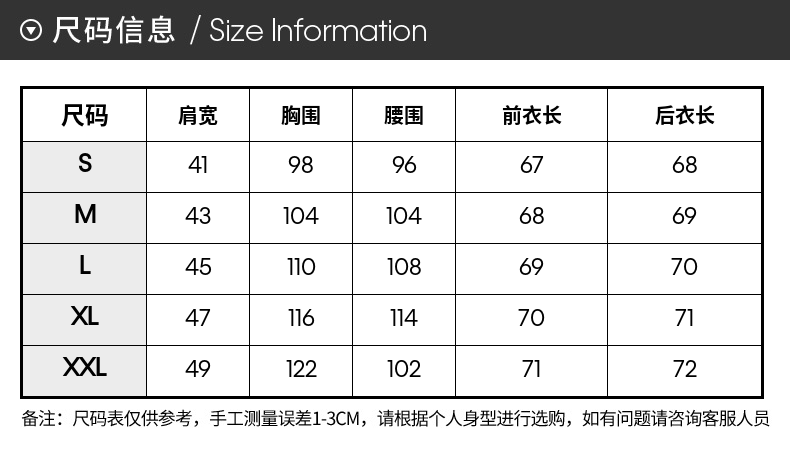 尺码信息 / Size Information
尺码 肩宽 胸围 腰围 前衣长 后衣长
S 41 98 96 67 68
M 43 104 104 68 69
L 45 110 108 69 70
XL 47 116 114 70 71
XXL 49 122 102 71 72
备注：尺码表仅供参考，手工测量误差1-3CM，请根据个人身型进行选购，如有问题请咨询客服人员